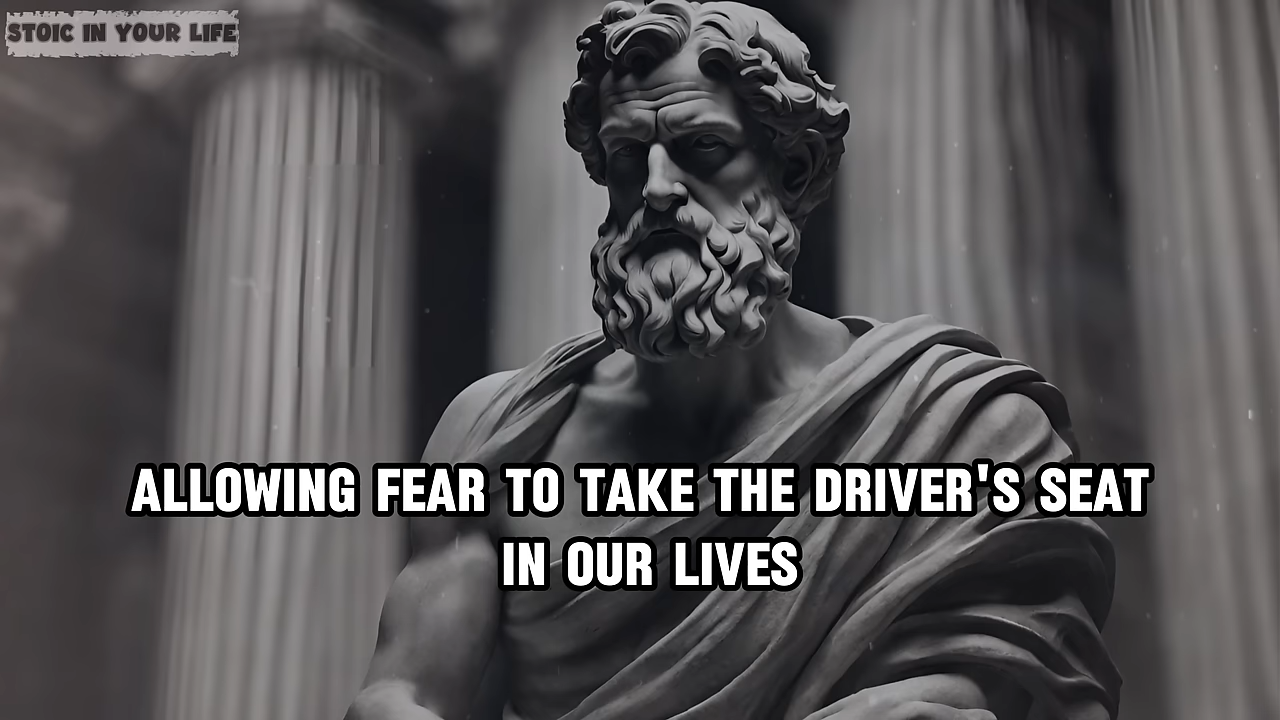 STOIC IN YOUR LIFE
ALLOWING FEAR TO TAKE THE DRIVER'S SEAT
IN OUR LIVES